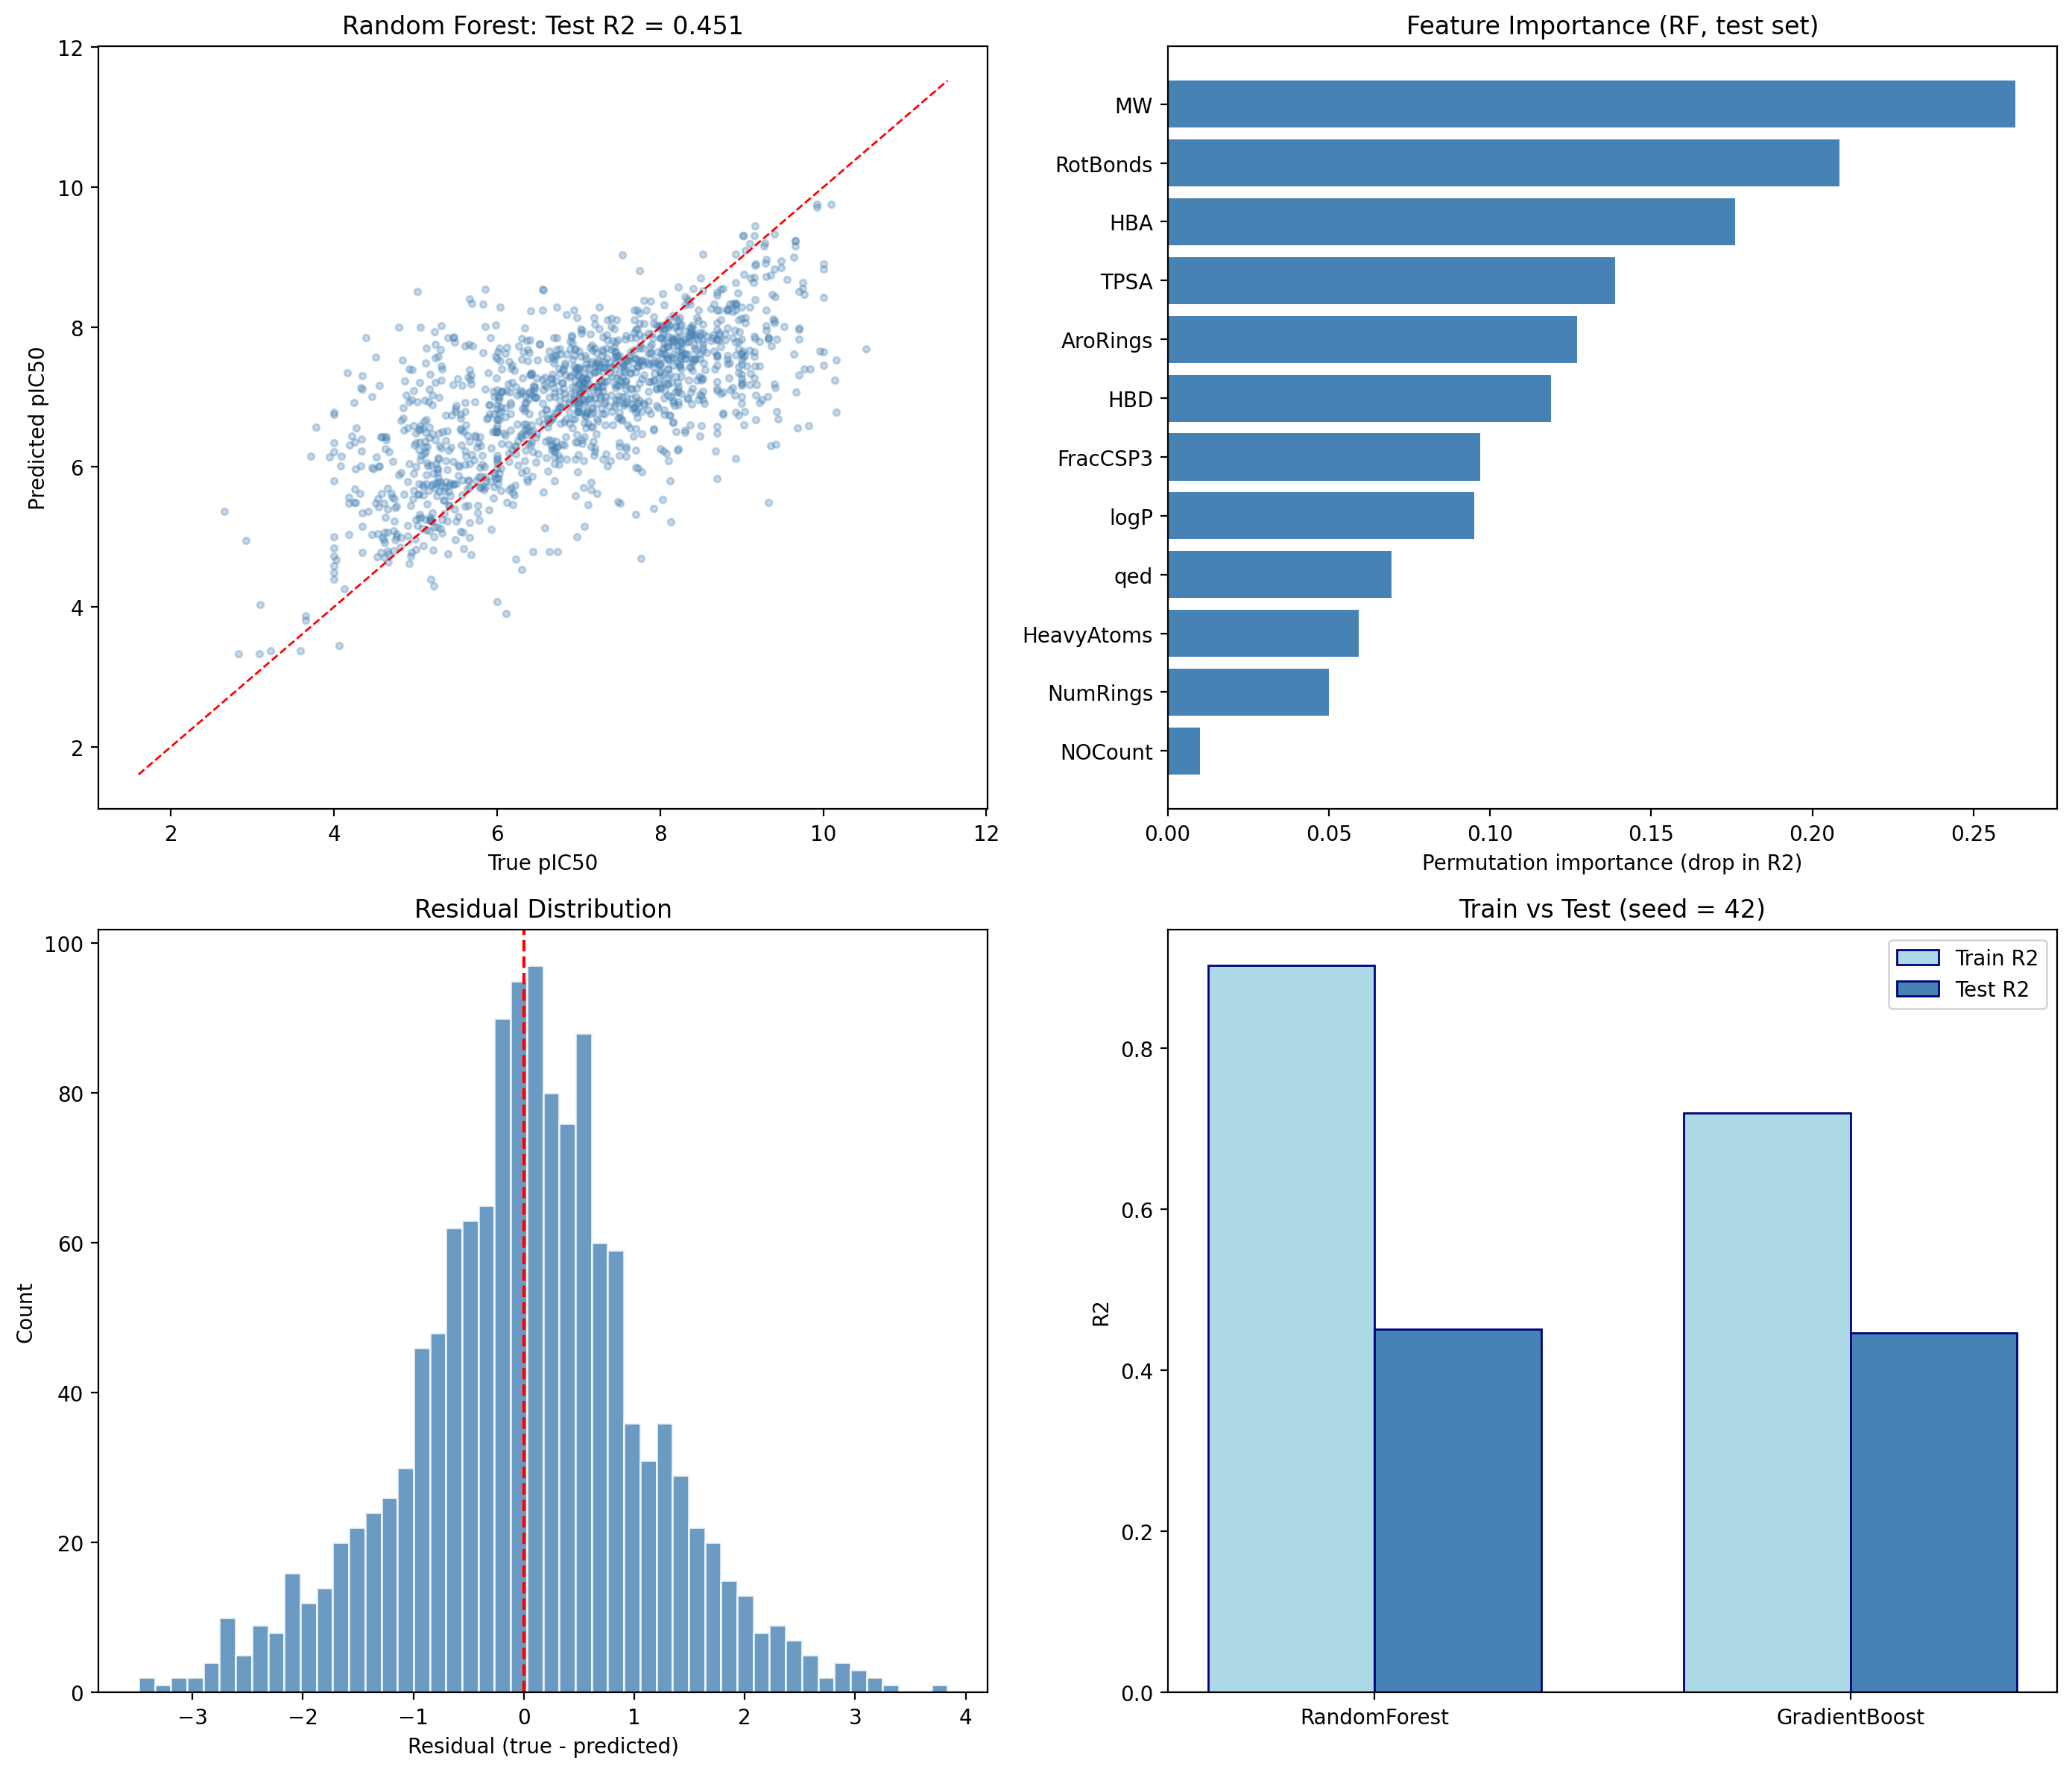 Random Forest: Test R2 = 0.451
12
10
8
6
4
2
Predicted pIC50
2 4 6 8 10 12
True pIC50
Feature Importance (RF, test set)
MW
RotBonds
HBA
TPSA
AroRings
HBD
FracCSP3
logP
qed
HeavyAtoms
NumRings
NOCount
0.00 0.05 0.10 0.15 0.20 0.25
Permutation importance (drop in R2)
Residual Distribution
100
80
60
40
20
0
Count
−3 −2 −1 0 1 2 3 4
Residual (true - predicted)
Train vs Test (seed = 42)
Train R2
Test R2
0.8
0.6
0.4
0.2
0.0
R2
RandomForest GradientBoost